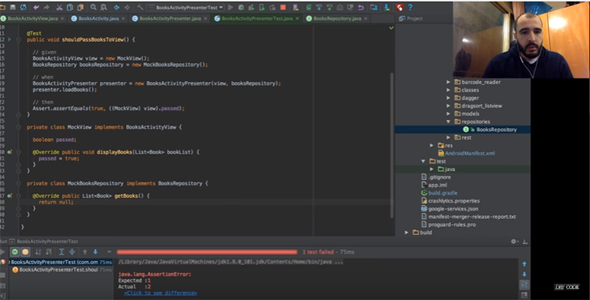 BooksActivityView.java
BooksActivity.java
BooksActivityPresenter.java
BooksActivityPresenterTest.java
BooksRepository.java
Project
@Test
public void shouldPassBooksToView() {
// given
BooksActivityView view = new MockView();
BooksRepository booksRepository = new MockBooksRepository();
// when
BooksActivityPresenter presenter = new BooksActivityPresenter(view, booksRepository);
presenter.loadBooks();
// then
Assert.assertEquals(true, ((MockView) view).passed);
}
private class MockView implements BooksActivityView {
boolean passed;
@Override public void displayBooks(List<Book> bookList) {
passed = true;
}
}
private class MockBooksRepository implements BooksRepository {
@Override public List<Book> getBooks() {
return null;
}
}
barcode_reader
classes
dagger
dragsort_listview
models
repositories
BooksRepository
rest
res
AndroidManifest.xml
test
java
.gitignore
app.iml
build.gradle
crashlytics.properties
google-services.json
manifest-merger-release-report.txt
proguard-rules.pro
build
BooksActivityPresenterTest
1 test failed - 75ms
BooksActivityPresenterTest (com.om 75ms
BooksActivityPresenterTest.shou 75ms
/Library/Java/JavaVirtualMachines/jdk1.8.0_101.jdk/Contents/Home/bin/java ...
java.lang.AssertionError:
Expected :1
Actual :2
<Click to see difference>